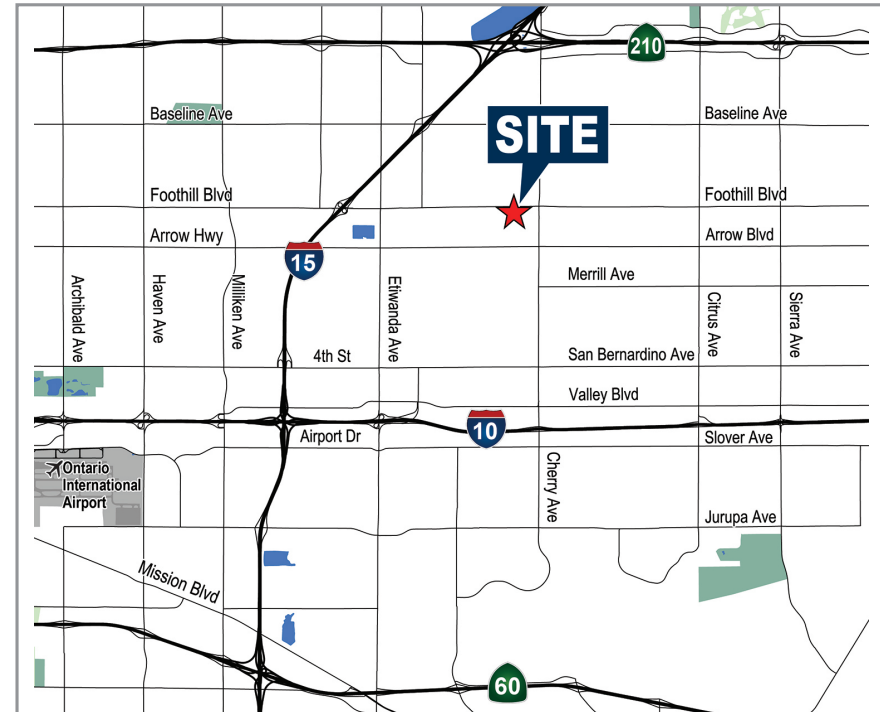 210
Baseline Ave
Baseline Ave
SITE
Foothill Blvd
Foothill Blvd
Arrow Hwy
Arrow Blvd
15
Merrill Ave
Archibald Ave
Haven Ave
Milliken Ave
Etiwanda Ave
Citrus Ave
Sierra Ave
4th St
San Bernardino Ave
Valley Blvd
10
Airport Dr
Slover Ave
Ontario
International
Airport
Cherry Ave
Jurupa Ave
Mission Blvd
60